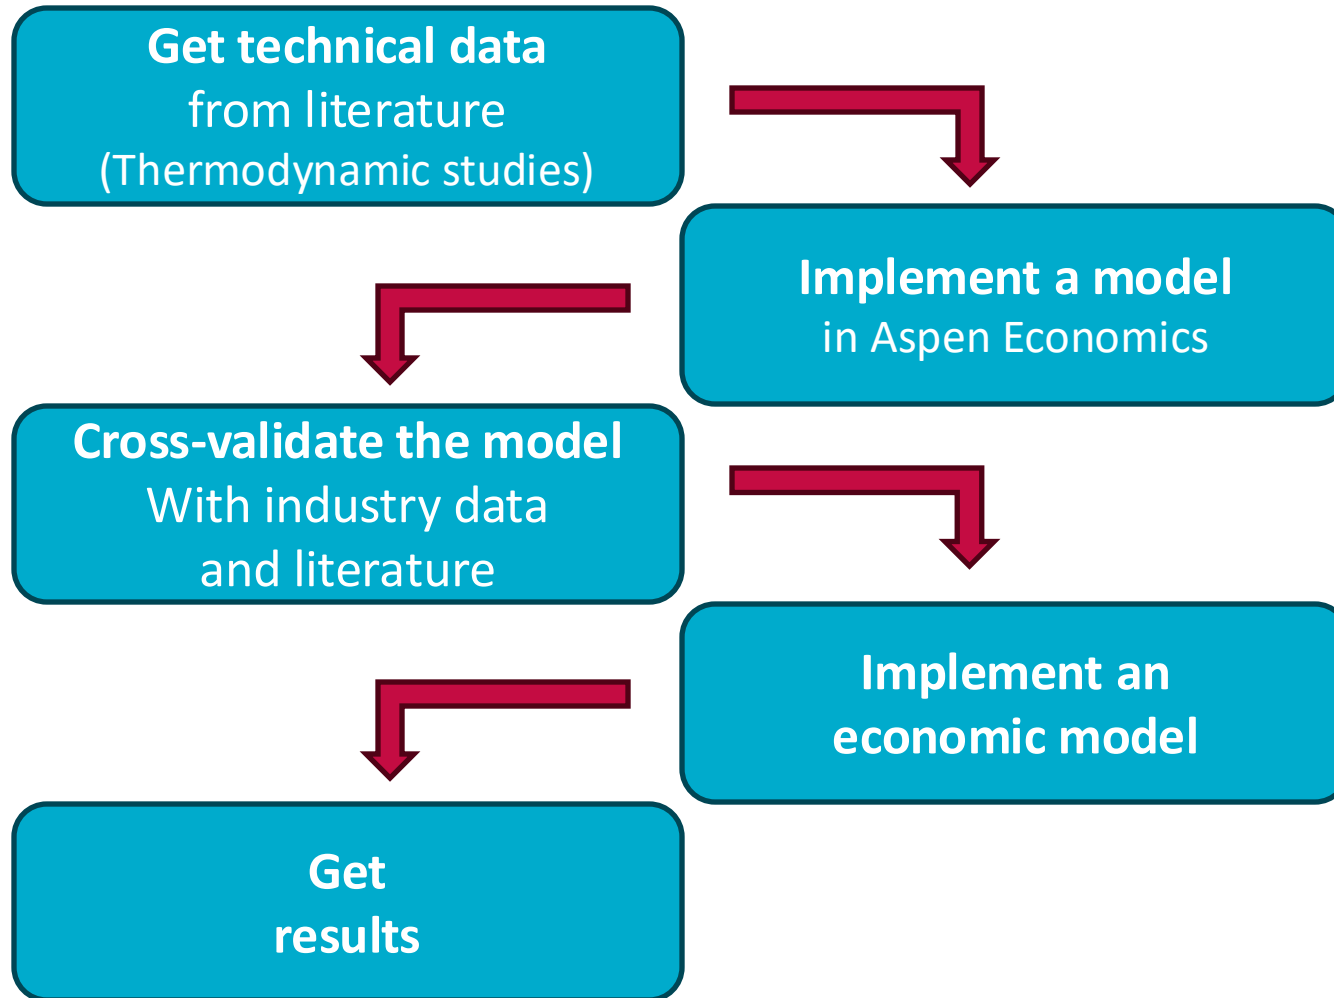 Get technical data
from literature
(Thermodynamic studies)
Implement a model
in Aspen Economics
Cross-validate the model
With industry data
and literature
Implement an
economic model
Get
results